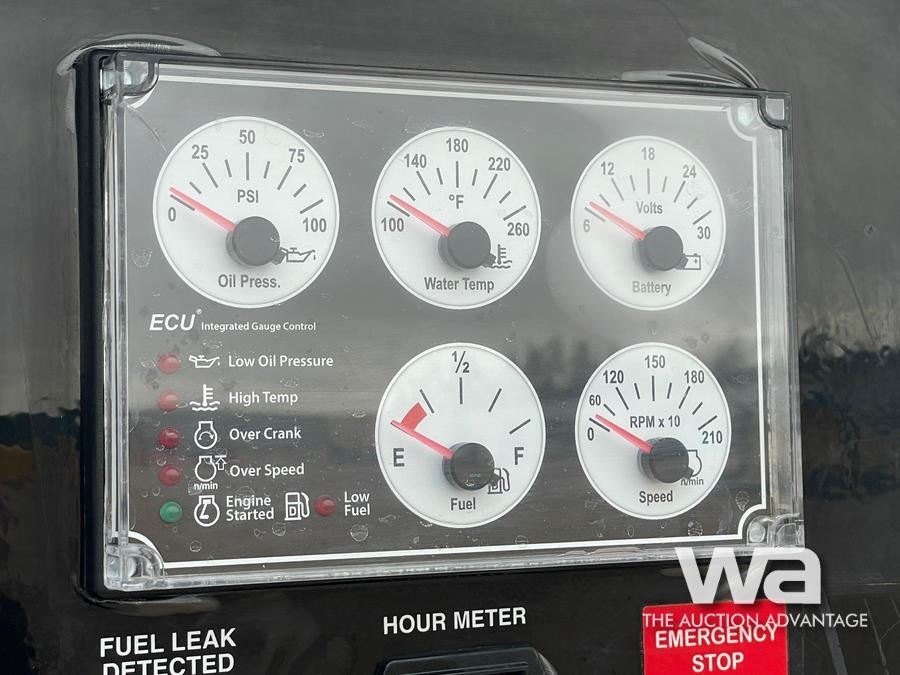 50
25
75
PSI
0
100
Oil Press.
180
140
220
°F
100
260
Water Temp
18
12
24
Volts
6
30
Battery
ECU® Integrated Gauge Control
Low Oil Pressure
High Temp
Over Crank
Over Speed
n/min
Engine
Started
Low
Fuel
½
E
F
Fuel
150
120
180
60
RPM x 10
0
210
n/min
Speed
wa
THE AUCTION ADVANTAGE
FUEL LEAK
DETECTED
HOUR METER
EMERGENCY
STOP